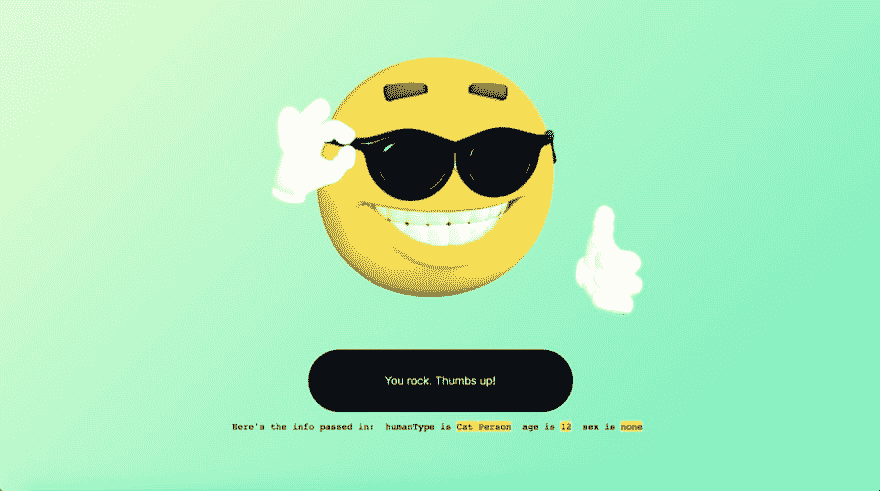 You rock. Thumbs up!
Here's the info passed in: humanType is Cat Person age is 12 sex is none